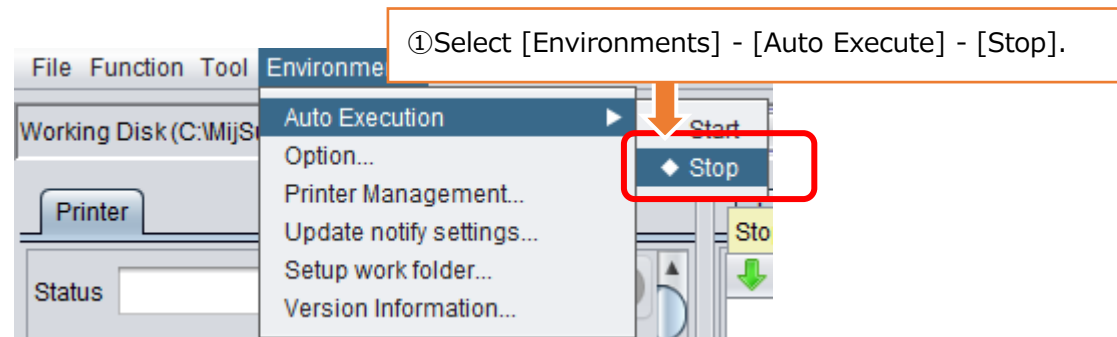 ①Select [Environments] - [Auto Execute] - [Stop].
File Function Tool Environme
Working Disk (C:\MijS
Auto Execution
Start
Option...
Stop
Printer Management...
Printer
Update notify settings...
Sto
Setup work folder...
Status
Version Information...